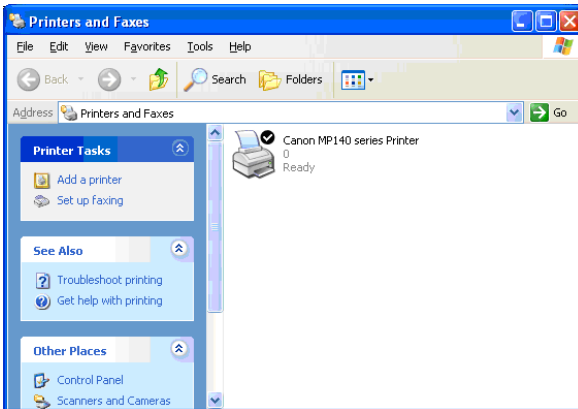 Printers and Faxes
File Edit View Favorites Tools Help
Back Search Folders
Address Printers and Faxes Go
Printer Tasks
Add a printer
Set up faxing
See Also
Troubleshoot printing
Get help with printing
Other Places
Control Panel
Scanners and Cameras
Canon MP140 series Printer
0
Ready